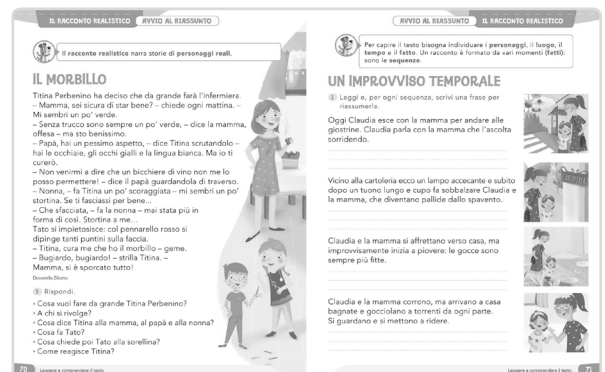 IL RACCONTO REALISTICO
AVVIO AL RIASSUNTO
Il racconto realistico narra storie di personaggi reali.
IL MORBILLO
Titina Perbenino ha deciso che da grande farà l'infermiera.
– Mamma, sei sicura di star bene? – chiede ogni mattina. –
Mi sembri un po' verde.
– Senza trucco sono sempre un po' verde, – dice la mamma,
offesa – ma sto benissimo.
– Papà, hai un pessimo aspetto, – dice Titina scrutandolo –
hai le occhiaie, gli occhi gialli e la lingua bianca. Ma io ti
curerò.
– Non venirmi a dire che un bicchiere di vino non me lo
posso permettere! – dice il papà guardandola di traverso.
– Nonna, – fa Titina un po' scoraggiata – mi sembri un po'
stortina. Se ti fasciassi per bene...
– Che sfacciata, – fa la nonna – mai stata più in
forma di così. Stortina a me...
Tato si impietosisce: col pennarello rosso si
dipinge tanti puntini sulla faccia.
– Titina, cura me che ho il morbillo – geme.
– Bugiardo, bugiardo! – strilla Titina. –
Mamma, si è sporcato tutto!
Donatella Ziliotto
1 Rispondi.
• Cosa vuol fare da grande Titina Perbenino?
• A chi si rivolge?
• Cosa dice Titina alla mamma, al papà e alla nonna?
• Cosa fa Tato?
• Cosa chiede poi Tato alla sorellina?
• Come reagisce Titina?
70
Leggere e comprendere il testo.
AVVIO AL RIASSUNTO
IL RACCONTO REALISTICO
Per capire il testo bisogna individuare i personaggi, il luogo, il
tempo e il fatto. Un racconto è formato da vari momenti (fatti):
sono le sequenze.
UN IMPROVVISO TEMPORALE
1 Leggi e, per ogni sequenza, scrivi una frase per
riassumerla.
Oggi Claudia esce con la mamma per andare alle
giostrine. Claudia parla con la mamma che l'ascolta
sorridendo.
Vicino alla cartoleria ecco un lampo accecante e subito
dopo un tuono lungo e cupo fa sobbalzare Claudia e
la mamma, che diventano pallide dallo spavento.
Claudia e la mamma si affrettano verso casa, ma
improvvisamente inizia a piovere: le gocce sono
sempre più fitte.
Claudia e la mamma corrono, ma arrivano a casa
bagnate e gocciolano a torrenti da ogni parte.
Si guardano e si mettono a ridere.
Leggere e comprendere il testo.
71